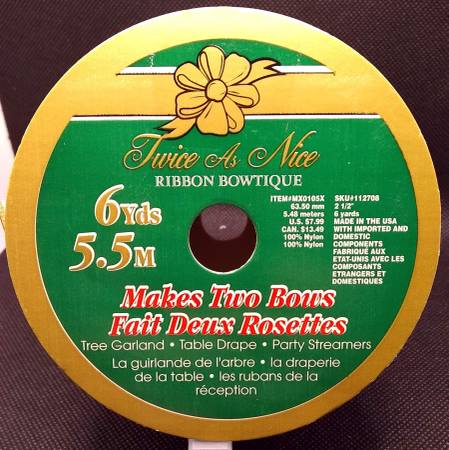 Twice As Nice
RIBBON BOWTIQUE
6Yds
5.5M
ITEM#MX0105X
63.50 mm
5.48 meters
U.S. $7.99
CAN. $13.49
100% Nylon
100% Nylon
SKU#112708
2 1/2"
6 yards
MADE IN THE USA
WITH IMPORTED AND
DOMESTIC
COMPONENTS
FABRIQUÉ AUX
ETAT-UNIS AVEC LES
COMPOSANTS
ETRANGERS ET
DOMESTIQUES
Makes Two Bows
Fait Deux Rosettes
Tree Garland • Table Drape • Party Streamers
La guirlande de l'arbre • la draperie
de la table • les rubans de la
réception